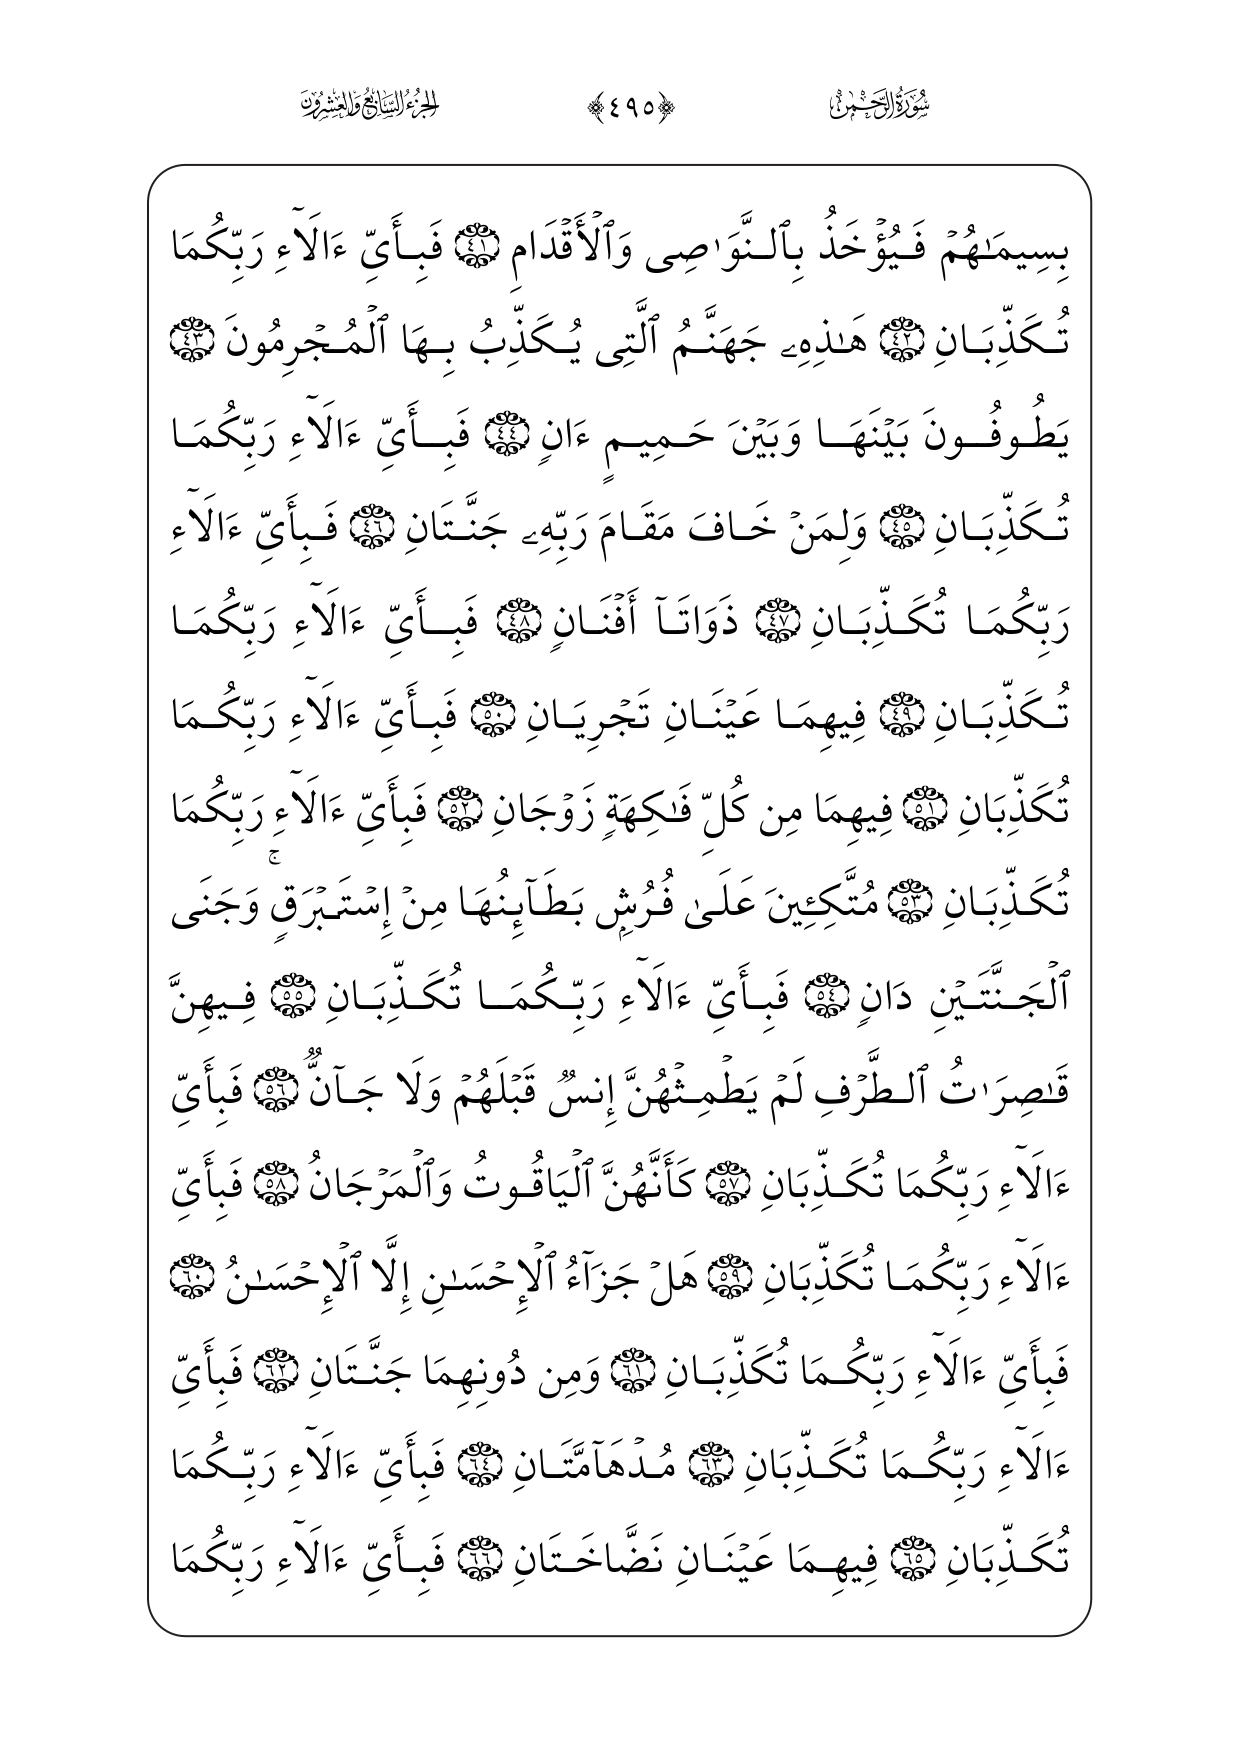 سُورَةُ الرَّحْمَٰن ﴿٤٩٥﴾ الجُزْءُ السَّابِعُ وَالعِشْرُونَ
بِسِيمَـٰهُمْ فَيُؤْخَذُ بِٱلنَّوَٰصِى وَٱلْأَقْدَامِ ٤١ فَبِأَىِّ ءَالَآءِ رَبِّكُمَا
تُكَذِّبَانِ ٤٢ هَـٰذِهِۦ جَهَنَّمُ ٱلَّتِى يُكَذِّبُ بِهَا ٱلْمُجْرِمُونَ ٤٣
يَطُوفُونَ بَيْنَهَا وَبَيْنَ حَمِيمٍ ءَانٍ ٤٤ فَبِأَىِّ ءَالَآءِ رَبِّكُمَا
تُكَذِّبَانِ ٤٥ وَلِمَنْ خَافَ مَقَامَ رَبِّهِۦ جَنَّتَانِ ٤٦ فَبِأَىِّ ءَالَآءِ
رَبِّكُمَا تُكَذِّبَانِ ٤٧ ذَوَاتَآ أَفْنَانٍ ٤٨ فَبِأَىِّ ءَالَآءِ رَبِّكُمَا
تُكَذِّبَانِ ٤٩ فِيهِمَا عَيْنَانِ تَجْرِيَانِ ٥٠ فَبِأَىِّ ءَالَآءِ رَبِّكُمَا
تُكَذِّبَانِ ٥١ فِيهِمَا مِن كُلِّ فَـٰكِهَةٍ زَوْجَانِ ٥٢ فَبِأَىِّ ءَالَآءِ رَبِّكُمَا
تُكَذِّبَانِ ٥٣ مُتَّكِـِٔينَ عَلَىٰ فُرُشٍۭ بَطَآئِنُهَا مِنْ إِسْتَبْرَقٍ ۚ وَجَنَى
ٱلْجَنَّتَيْنِ دَانٍ ٥٤ فَبِأَىِّ ءَالَآءِ رَبِّكُمَا تُكَذِّبَانِ ٥٥ فِيهِنَّ
قَـٰصِرَٰتُ ٱلطَّرْفِ لَمْ يَطْمِثْهُنَّ إِنسٌ قَبْلَهُمْ وَلَا جَآنٌّ ٥٦ فَبِأَىِّ
ءَالَآءِ رَبِّكُمَا تُكَذِّبَانِ ٥٧ كَأَنَّهُنَّ ٱلْيَاقُوتُ وَٱلْمَرْجَانُ ٥٨ فَبِأَىِّ
ءَالَآءِ رَبِّكُمَا تُكَذِّبَانِ ٥٩ هَلْ جَزَآءُ ٱلْإِحْسَـٰنِ إِلَّا ٱلْإِحْسَـٰنُ ٦٠
فَبِأَىِّ ءَالَآءِ رَبِّكُمَا تُكَذِّبَانِ ٦١ وَمِن دُونِهِمَا جَنَّتَانِ ٦٢ فَبِأَىِّ
ءَالَآءِ رَبِّكُمَا تُكَذِّبَانِ ٦٣ مُدْهَآمَّتَانِ ٦٤ فَبِأَىِّ ءَالَآءِ رَبِّكُمَا
تُكَذِّبَانِ ٦٥ فِيهِمَا عَيْنَانِ نَضَّاخَتَانِ ٦٦ فَبِأَىِّ ءَالَآءِ رَبِّكُمَا